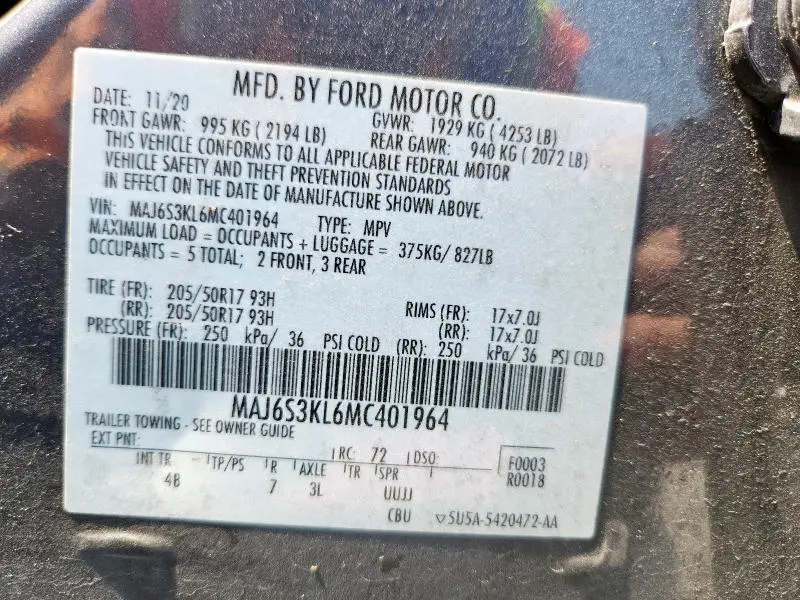 MFD. BY FORD MOTOR CO.
DATE: 11/20 GVWR: 1929 KG ( 4253 LB)
FRONT GAWR: 995 KG ( 2194 LB) REAR GAWR: 940 KG ( 2072 LB)
THIS VEHICLE CONFORMS TO ALL APPLICABLE FEDERAL MOTOR
VEHICLE SAFETY AND THEFT PREVENTION STANDARDS
IN EFFECT ON THE DATE OF MANUFACTURE SHOWN ABOVE.
VIN: MAJ6S3KL6MC401964 TYPE: MPV
MAXIMUM LOAD = OCCUPANTS + LUGGAGE = 375KG/ 827LB
OCCUPANTS = 5 TOTAL; 2 FRONT, 3 REAR
TIRE (FR): 205/50R17 93H RIMS (FR): 17x7.0J
(RR): 205/50R17 93H (RR): 17x7.0J
PRESSURE (FR): 250 kPa/ 36 PSI COLD (RR): 250 kPa/ 36 PSI COLD
MAJ6S3KL6MC401964
TRAILER TOWING - SEE OWNER GUIDE
EXT PNT: RC: 72 DSO: F0003
R0018
INT TR TP/PS R AXLE TR SPR
4B 7 3L UUJJ
CBU ▽5U5A-5420472-AA